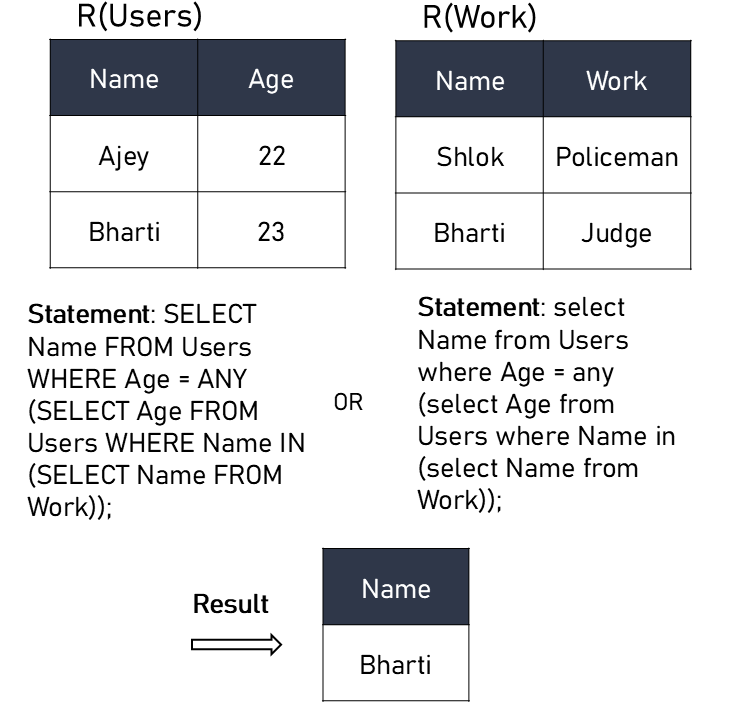 R(Users)
R(Work)
Name Age
Ajey 22
Bharti 23
Name Work
Shlok Policeman
Bharti Judge
Statement: SELECT
Name FROM Users
WHERE Age = ANY
(SELECT Age FROM
Users WHERE Name IN
(SELECT Name FROM
Work));
OR
Statement: select
Name from Users
where Age = any
(select Age from
Users where Name in
(select Name from
Work));
Result
Name
Bharti